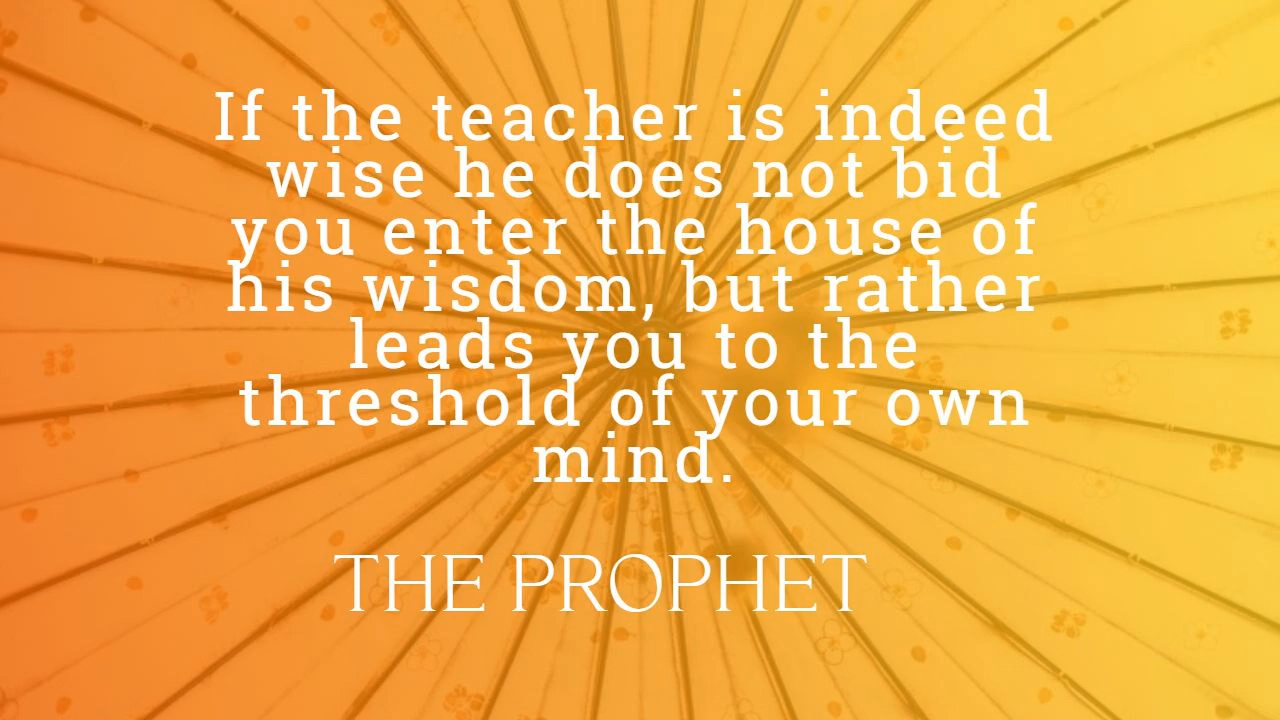 If the teacher is indeed
wise he does not bid
you enter the house of
his wisdom, but rather
leads you to the
threshold of your own
mind.
THE PROPHET